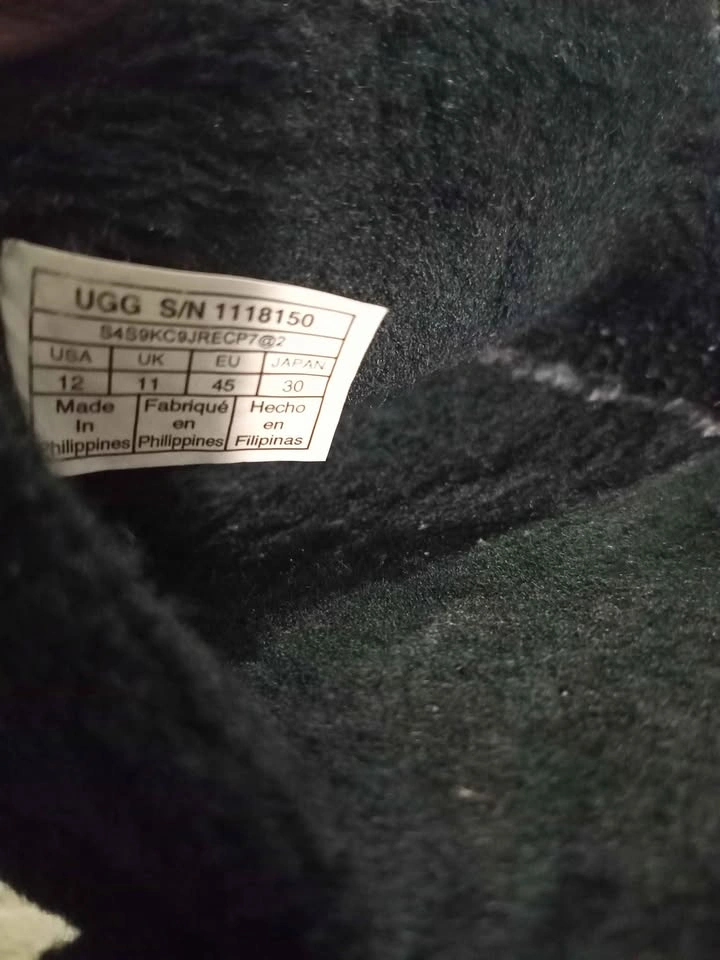 UGG S/N 1118150
S4S9KC9JRECP7@2
USA UK EU JAPAN
12 11 45 30
Made Fabriqué Hecho
In en en
Philippines Philippines Filipinas